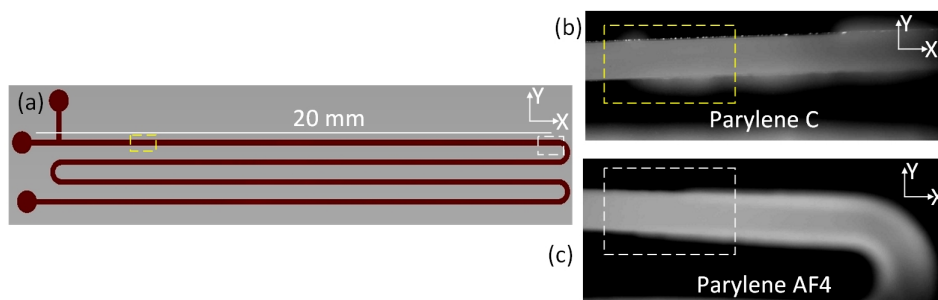 (a)
20 mm
Y
X
(b)
Y
X
Parylene C
Y
X
(c)
Parylene AF4